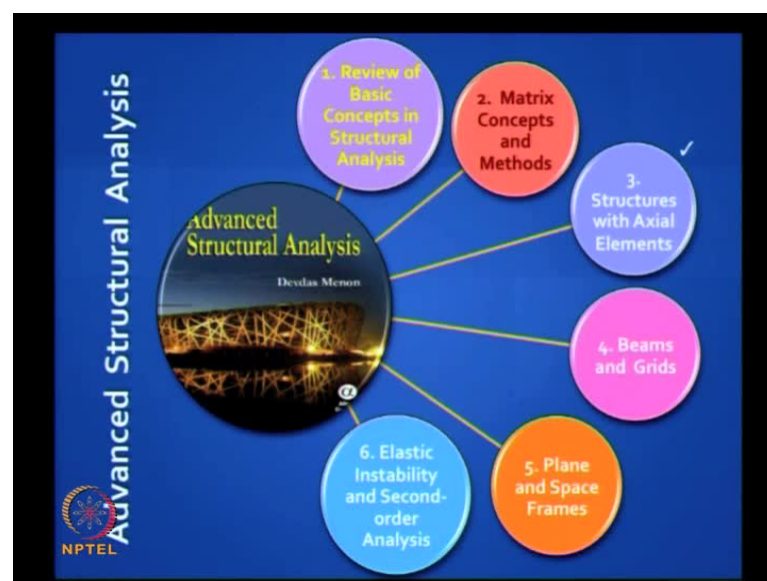 Advanced Structural Analysis
1. Review of
Basic
Concepts in
Structural
Analysis
2. Matrix
Concepts
and
Methods
3.
Structures
with Axial
Elements
4. Beams
and Grids
5. Plane
and Space
Frames
6. Elastic
Instability
and Second-
order
Analysis
Advanced
Structural Analysis
Devdas Menon
α
NPTEL